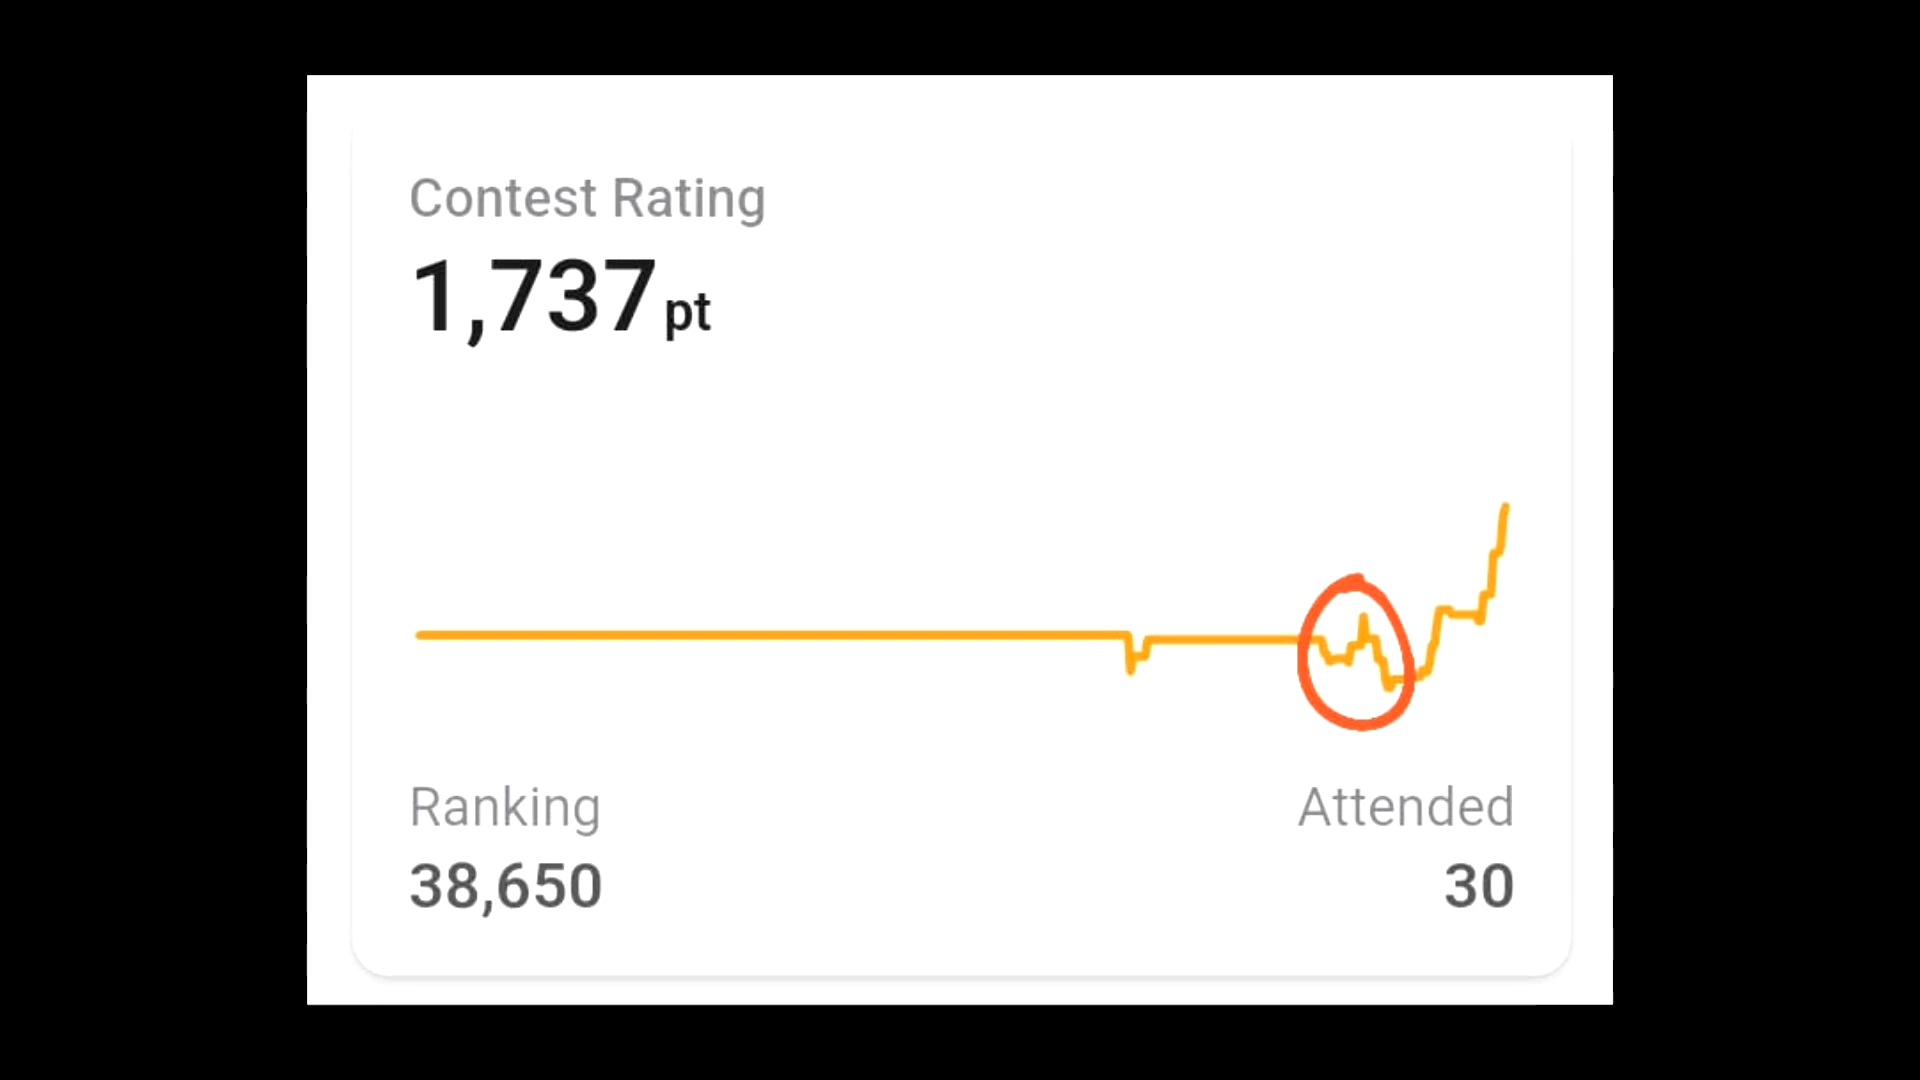 Contest Rating
1,737 pt
Ranking
Attended
38,650
30